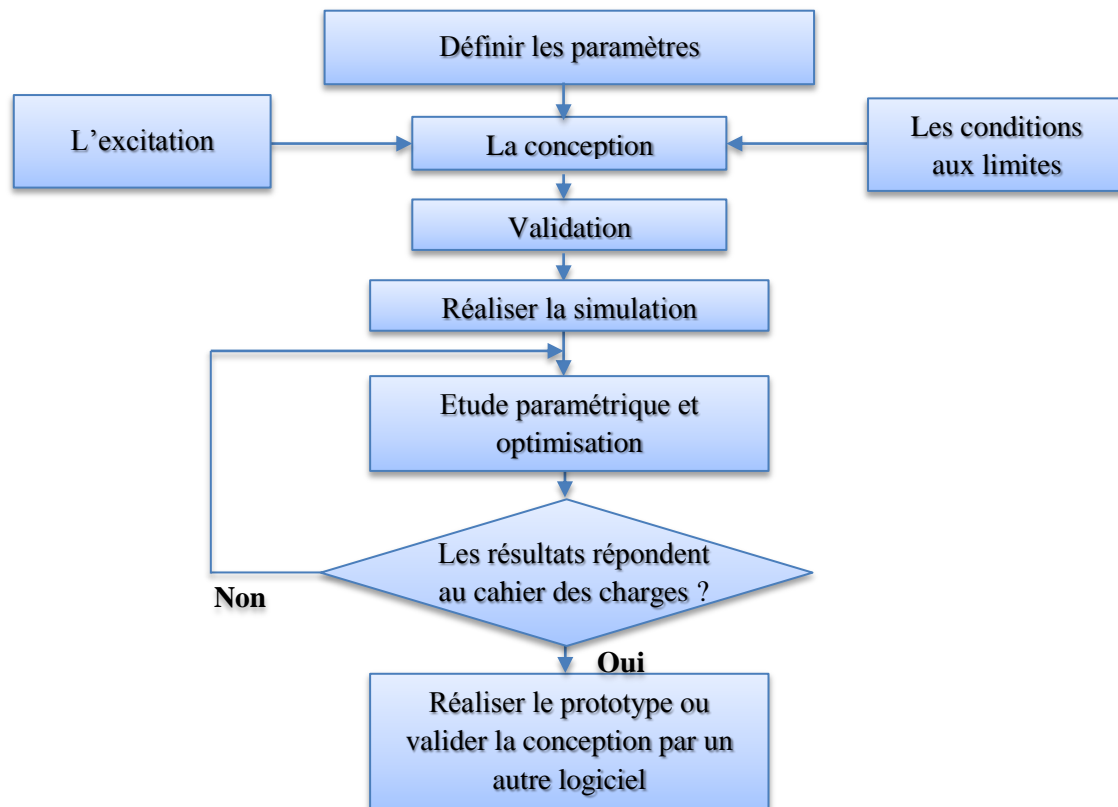 Définir les paramètres
L’excitation
La conception
Les conditions
aux limites
Validation
Réaliser la simulation
Etude paramétrique et
optimisation
Les résultats répondent
au cahier des charges ?
Non
Oui
Réaliser le prototype ou
valider la conception par un
autre logiciel